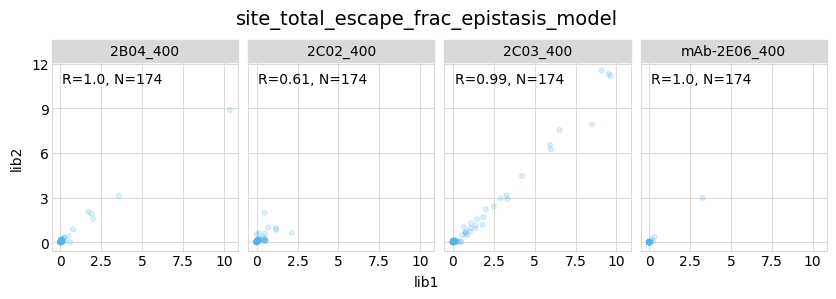 site_total_escape_frac_epistasis_model
2B04_400 2C02_400 2C03_400 mAb-2E06_400
R=1.0, N=174 R=0.61, N=174 R=0.99, N=174 R=1.0, N=174
12
9
6
3
0
lib2
0 2.5 5 7.5 10 0 2.5 5 7.5 10 0 2.5 5 7.5 10 0 2.5 5 7.5 10
lib1